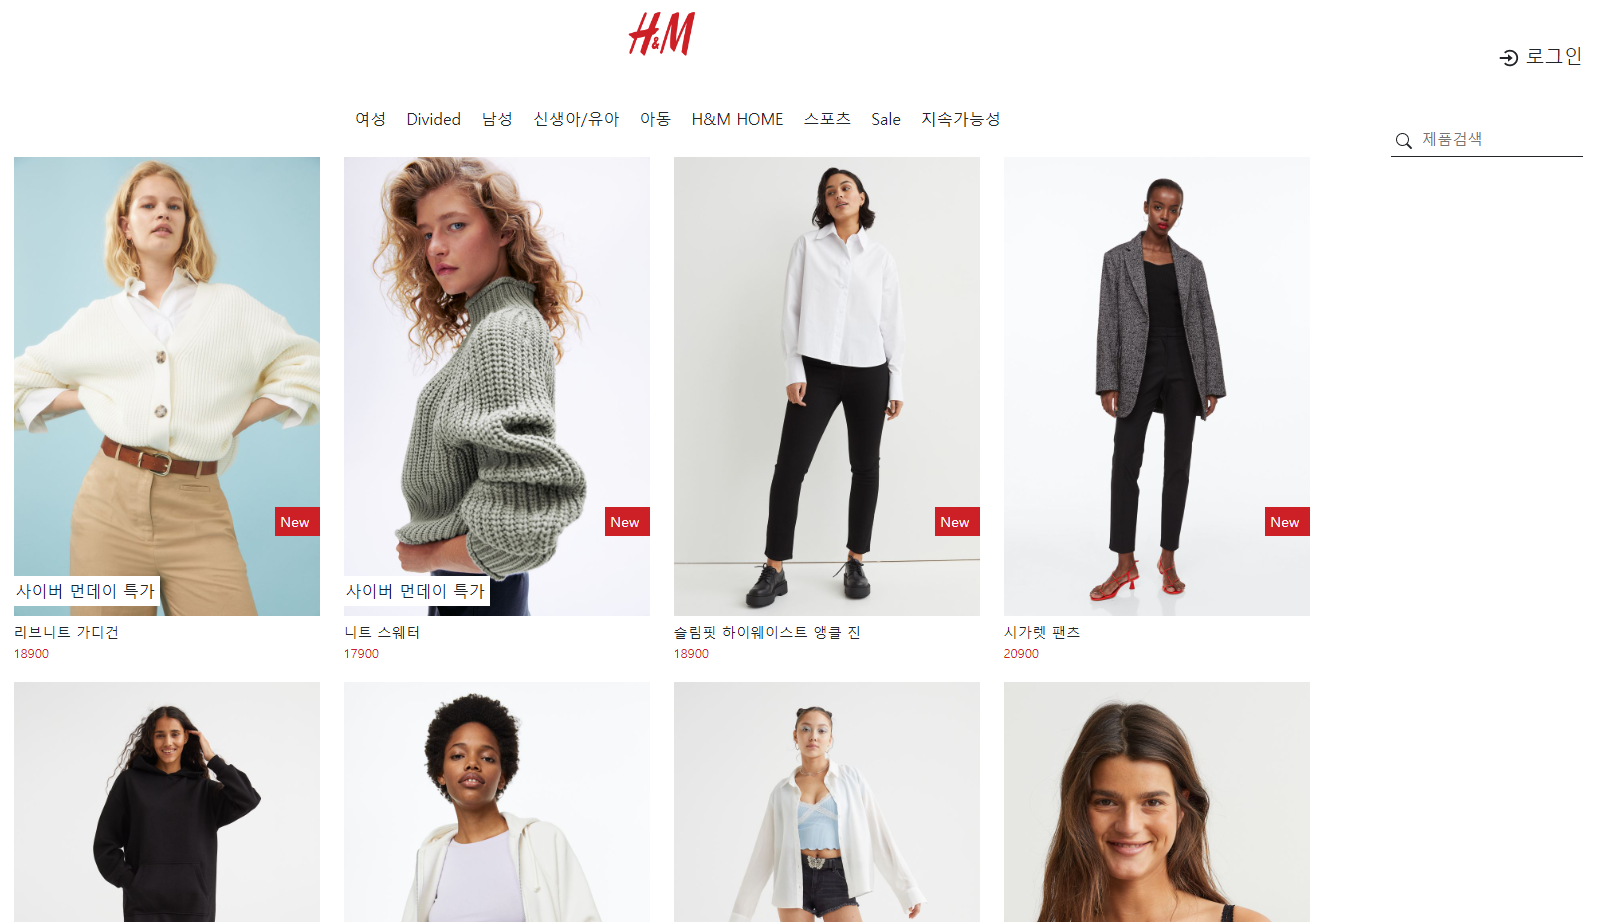 H&M
로그인
여성 Divided 남성 신생아/유아 아동 H&M HOME 스포츠 Sale 지속가능성
제품검색
New
New
New
New
사이버 먼데이 특가
사이버 먼데이 특가
리브니트 가디건
18900
니트 스웨터
17900
슬림핏 하이웨이스트 앵클 진
18900
시가렛 팬츠
20900